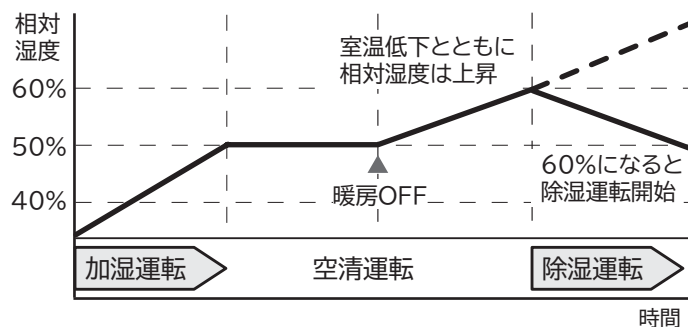 相対
湿度
室温低下とともに
相対湿度は上昇
60%
50%
40%
暖房OFF
60%になると
除湿運転開始
加湿運転
空清運転
除湿運転
時間